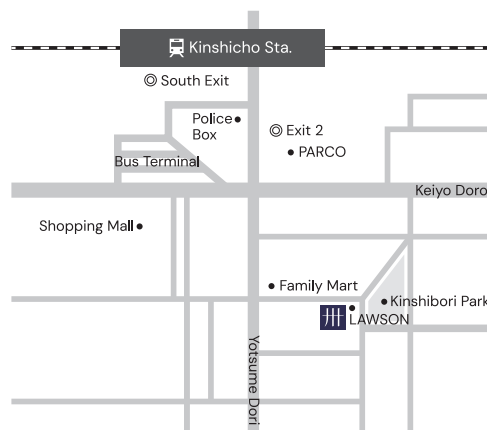 Kinshicho Sta.
South Exit
Police
Box
Exit 2
PARCO
Bus Terminal
Keiyo Doro
Shopping Mall
Family Mart
Kinshibori Park
LAWSON
Yotsume Dori